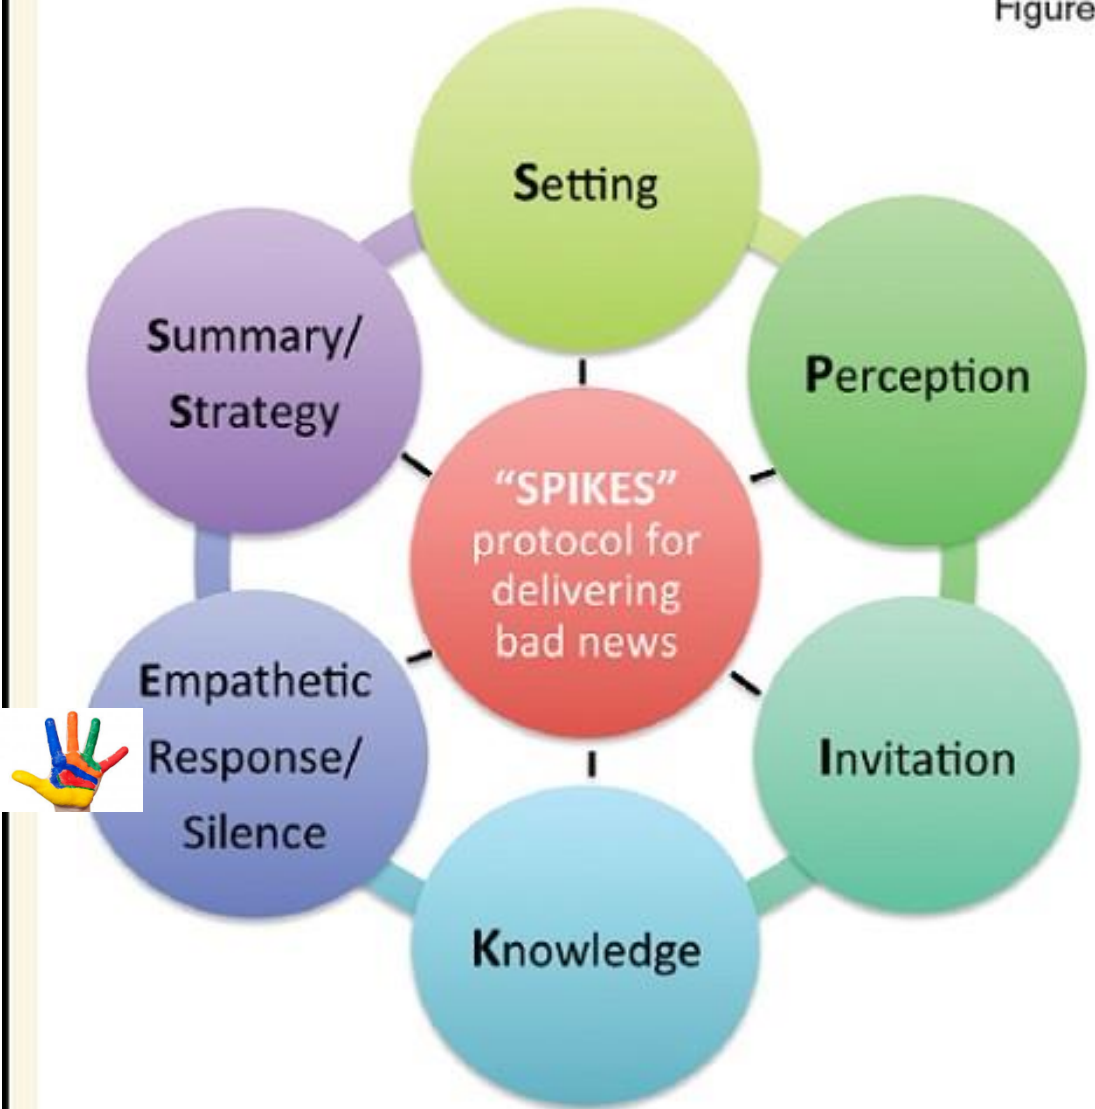 Figure
Setting
Perception
Invitation
Knowledge
Empathetic
Response/
Silence
Summary/
Strategy
“SPIKES”
protocol for
delivering
bad news